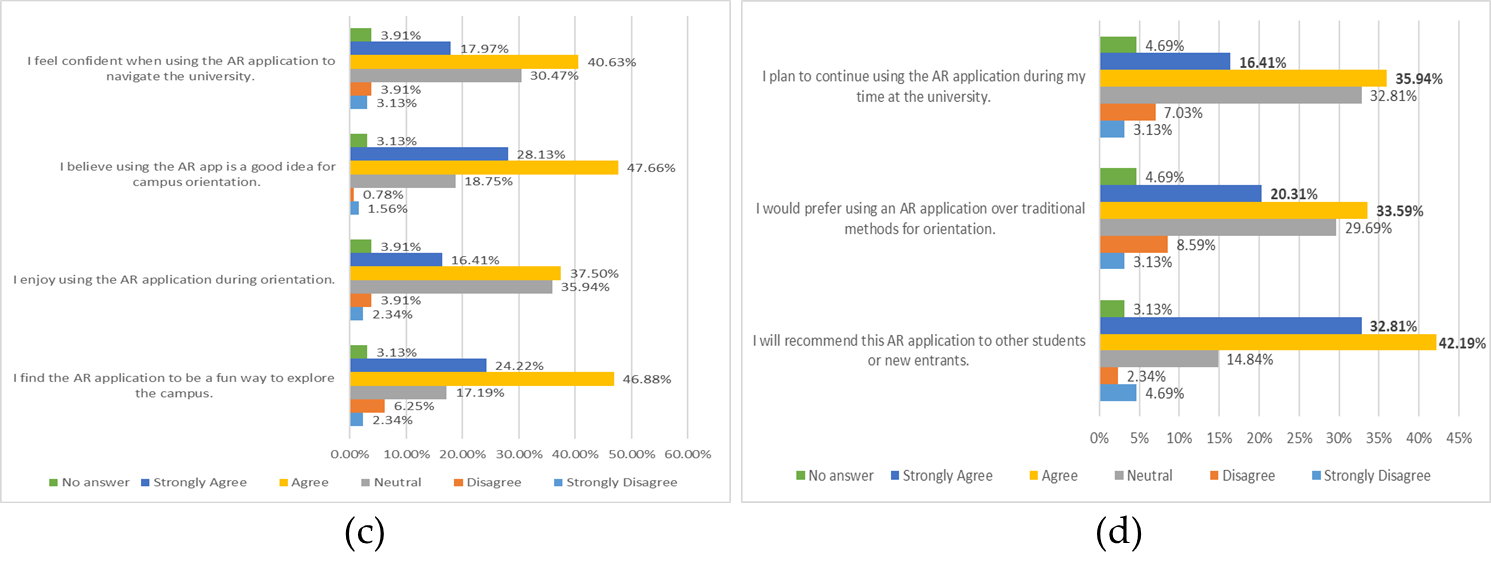 3.91%
17.97%
I feel confident when using the AR application to
navigate the university.
40.63%
30.47%
3.91%
3.13%
3.13%
28.13%
I believe using the AR app is a good idea for
campus orientation.
47.66%
18.75%
0.78%
1.56%
3.91%
16.41%
I enjoy using the AR application during orientation.
37.50%
35.94%
3.91%
2.34%
3.13%
24.22%
I find the AR application to be a fun way to explore
the campus.
46.88%
17.19%
6.25%
2.34%
0.00% 10.00% 20.00% 30.00% 40.00% 50.00% 60.00%
No answer Strongly Agree Agree Neutral Disagree Strongly Disagree
(c)
4.69%
16.41%
I plan to continue using the AR application during my
time at the university.
35.94%
32.81%
7.03%
3.13%
4.69%
20.31%
I would prefer using an AR application over traditional
methods for orientation.
33.59%
29.69%
8.59%
3.13%
3.13%
32.81%
I will recommend this AR application to other students
or new entrants.
42.19%
14.84%
2.34%
4.69%
0% 5% 10% 15% 20% 25% 30% 35% 40% 45%
No answer Strongly Agree Agree Neutral Disagree Strongly Disagree
(d)